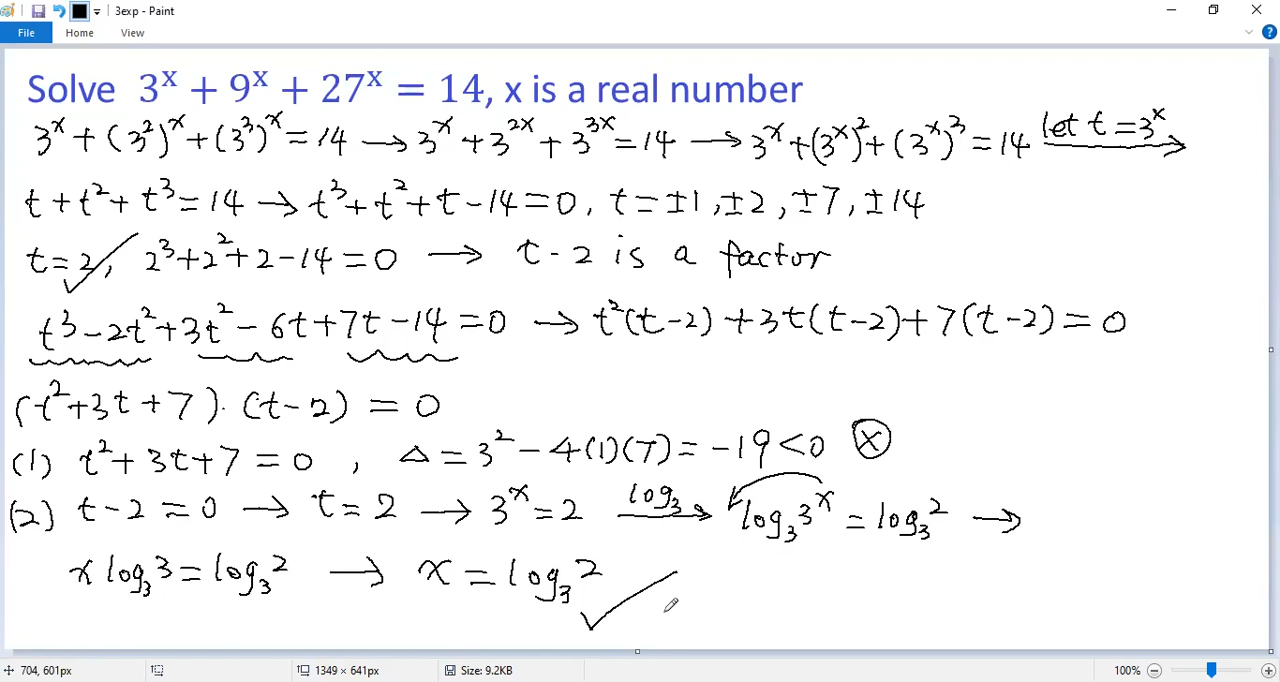 3exp - Paint
File Home View
Solve 3^x + 9^x + 27^x = 14, x is a real number
3^x + (3^2)^x + (3^3)^x = 14 → 3^x + 3^2x + 3^3x = 14 → 3^x + (3^x)^2 + (3^x)^3 = 14 let t = 3^x →
t + t^2 + t^3 = 14 → t^3 + t^2 + t - 14 = 0, t = ±1, ±2, ±7, ±14
t = 2, 2^3 + 2^2 + 2 - 14 = 0 → t - 2 is a factor
t^3 - 2t^2 + 3t^2 - 6t + 7t - 14 = 0 → t^2(t-2) + 3t(t-2) + 7(t-2) = 0
(t^2 + 3t + 7) · (t - 2) = 0
(1) t^2 + 3t + 7 = 0, Δ = 3^2 - 4(1)(7) = -19 < 0 ⊗
(2) t - 2 = 0 → t = 2 → 3^x = 2 log_3 → log_3 3^x = log_3 2 →
x log_3 3 = log_3 2 → x = log_3 2 ✓
704, 601px 1349 × 641px Size: 9.2KB 100%